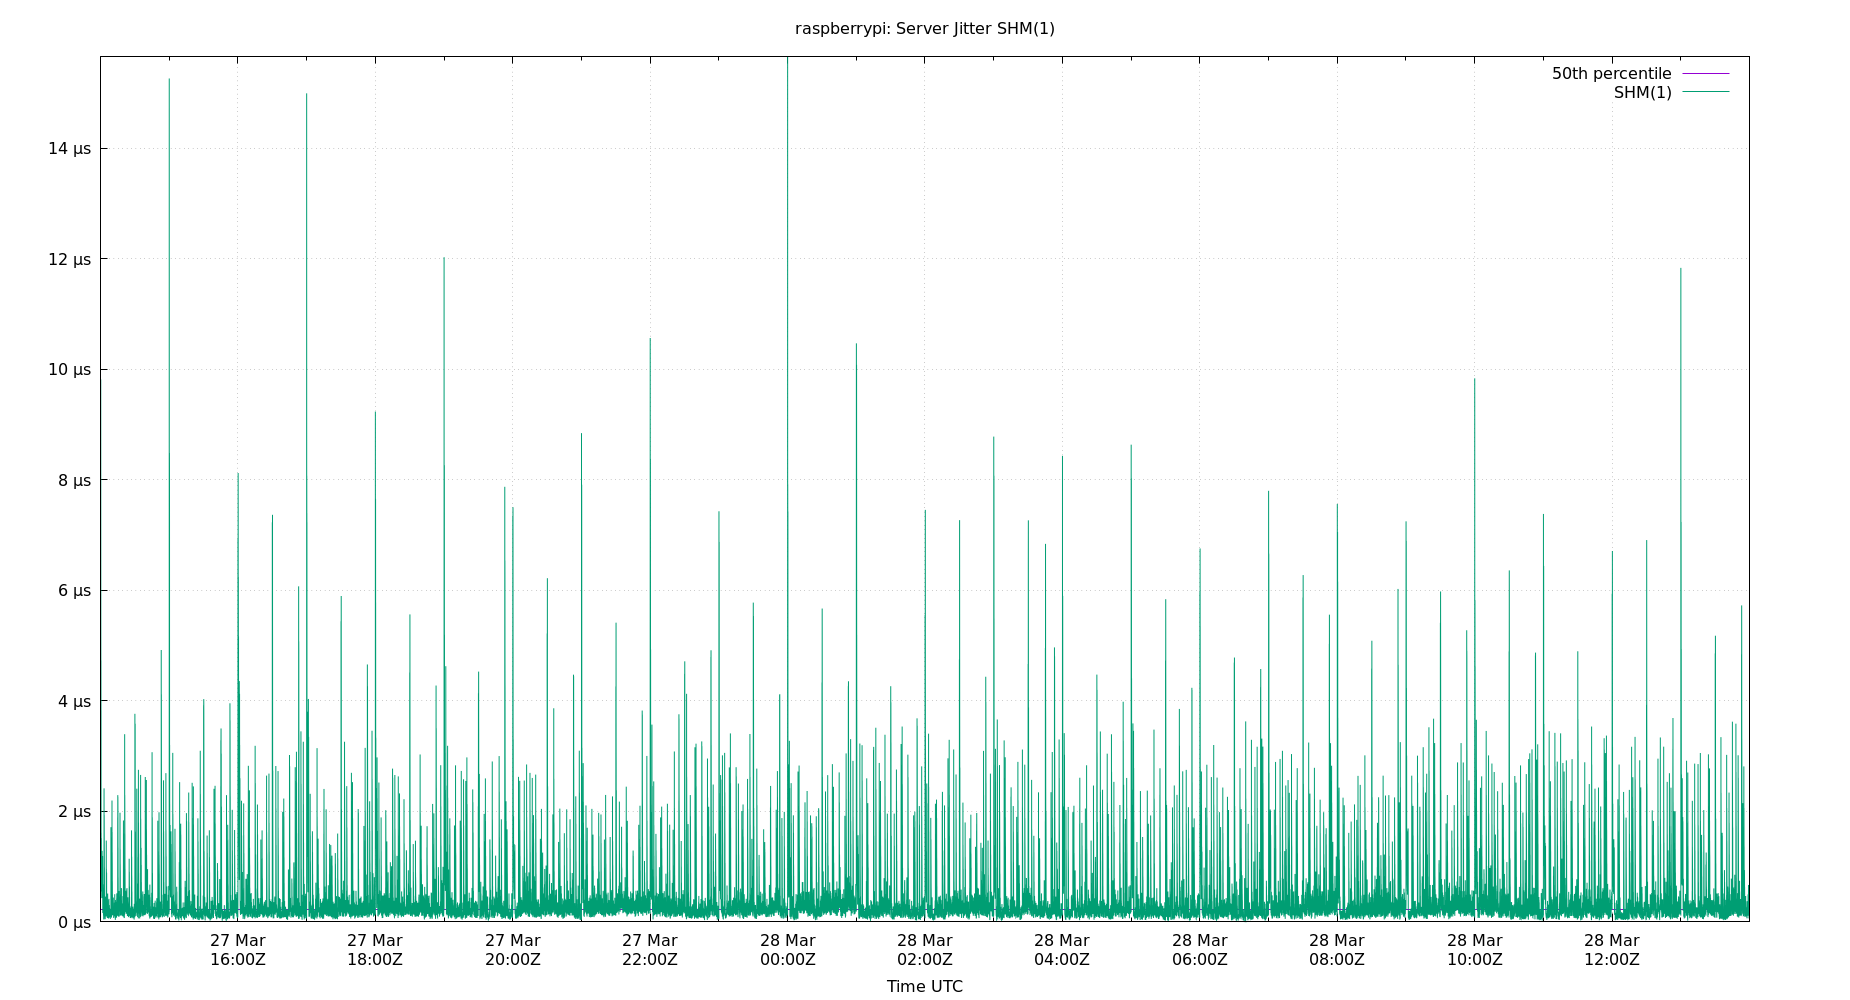 raspberrypi: Server Jitter SHM(1)
50th percentile
SHM(1)
14 µs
12 µs
10 µs
8 µs
6 µs
4 µs
2 µs
0 µs
27 Mar 27 Mar 27 Mar 27 Mar 28 Mar 28 Mar 28 Mar 28 Mar 28 Mar 28 Mar 28 Mar
16:00Z 18:00Z 20:00Z 22:00Z 00:00Z 02:00Z 04:00Z 06:00Z 08:00Z 10:00Z 12:00Z
Time UTC